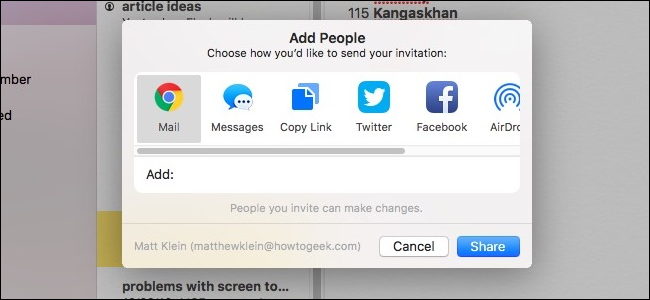 article ideas
115 Kangaskhan
Add People
Choose how you'd like to send your invitation:
mber
ed
Mail Messages Copy Link Twitter Facebook AirDro
Add:
People you invite can make changes.
Matt Klein (matthewklein@howtogeek.com) Cancel Share
problems with screen to...